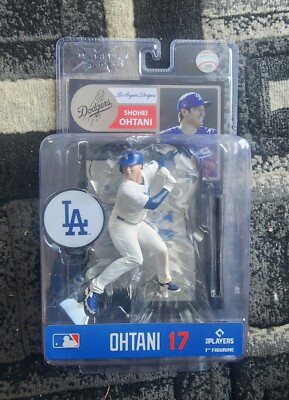 Los Angeles Dodgers
Dodgers
SHOHEI
OHTANI
LA
OHTANI 17
PLAYERS
7" FIGURINE